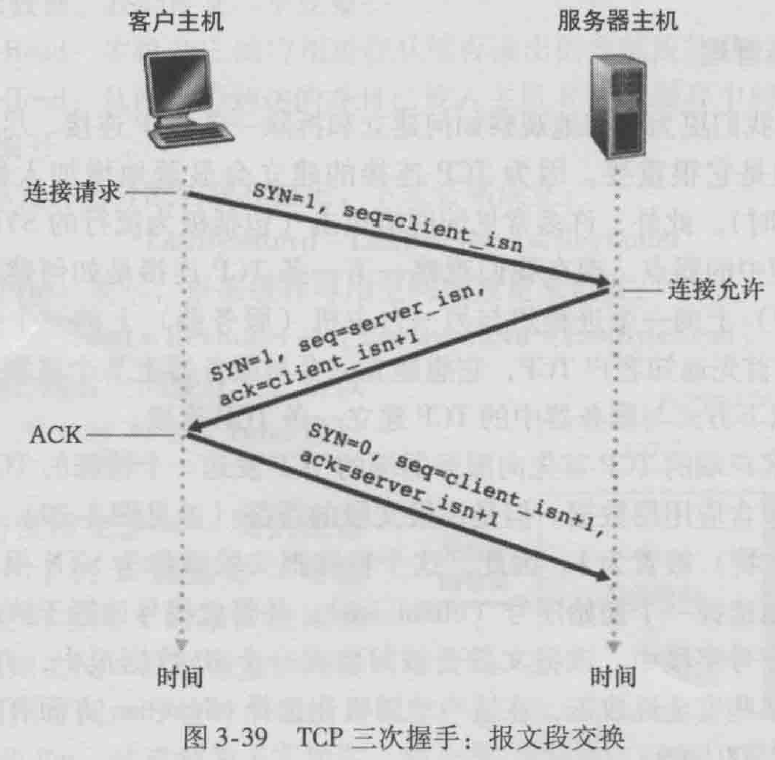 客户主机
服务器主机
连接请求
SYN=1, seq=client_isn
连接允许
SYN=1, seq=server_isn,
ack=client_isn+1
ACK
SYN=0, seq=client_isn+1,
ack=server_isn+1
时间
时间
图 3-39 TCP 三次握手：报文段交换